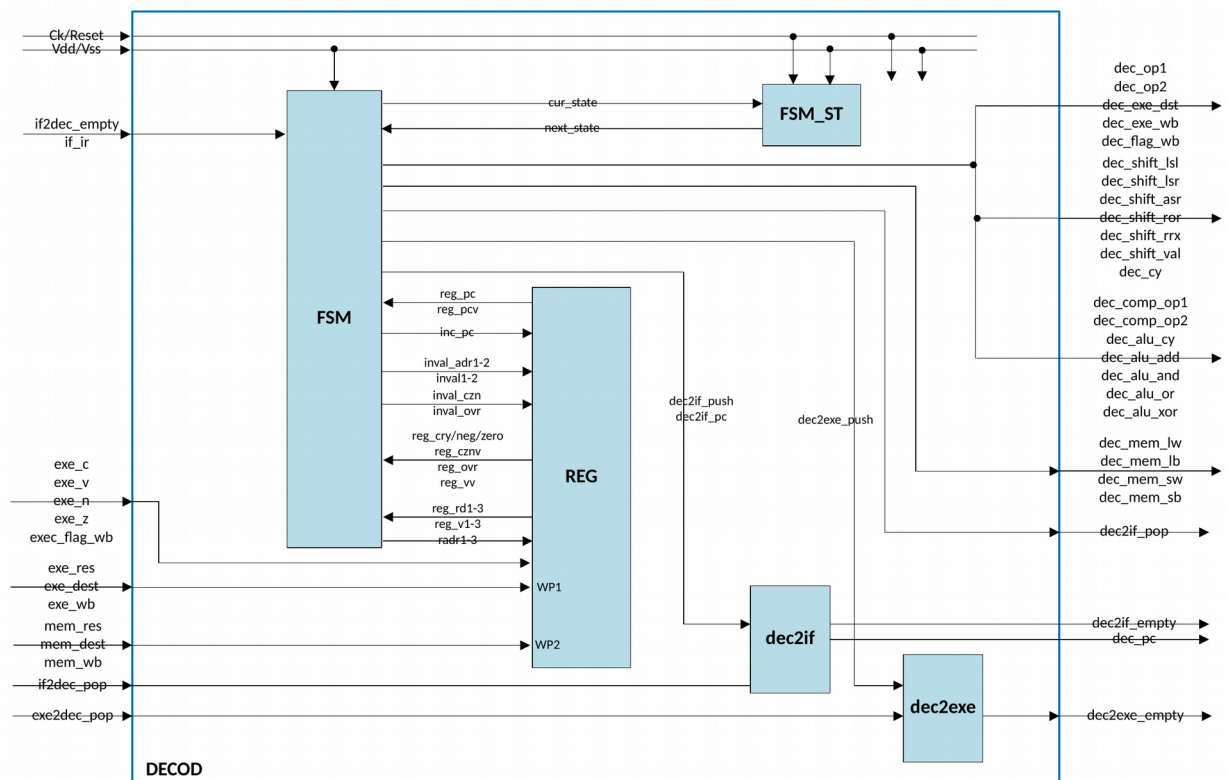 Ck/Reset
Vdd/Vss
if2dec_empty
if_ir
exe_c
exe_v
exe_n
exe_z
exec_flag_wb
exe_res
exe_dest
exe_wb
mem_res
mem_dest
mem_wb
if2dec_pop
exe2dec_pop
FSM
cur_state
next_state
FSM_ST
reg_pc
reg_pcv
inc_pc
inval_adr1-2
inval1-2
inval_czn
inval_ovr
reg_cry/neg/zero
reg_cznv
reg_ovr
reg_vv
reg_rd1-3
reg_v1-3
radr1-3
REG
WP1
WP2
dec2if_push
dec2if_pc
dec2exe_push
dec2if
dec2exe
dec_op1
dec_op2
dec_exe_dst
dec_exe_wb
dec_flag_wb
dec_shift_lsl
dec_shift_lsr
dec_shift_asr
dec_shift_ror
dec_shift_rrx
dec_shift_val
dec_cy
dec_comp_op1
dec_comp_op2
dec_alu_cy
dec_alu_add
dec_alu_and
dec_alu_or
dec_alu_xor
dec_mem_lw
dec_mem_lb
dec_mem_sw
dec_mem_sb
dec2if_pop
dec2if_empty
dec_pc
dec2exe_empty
DECOD